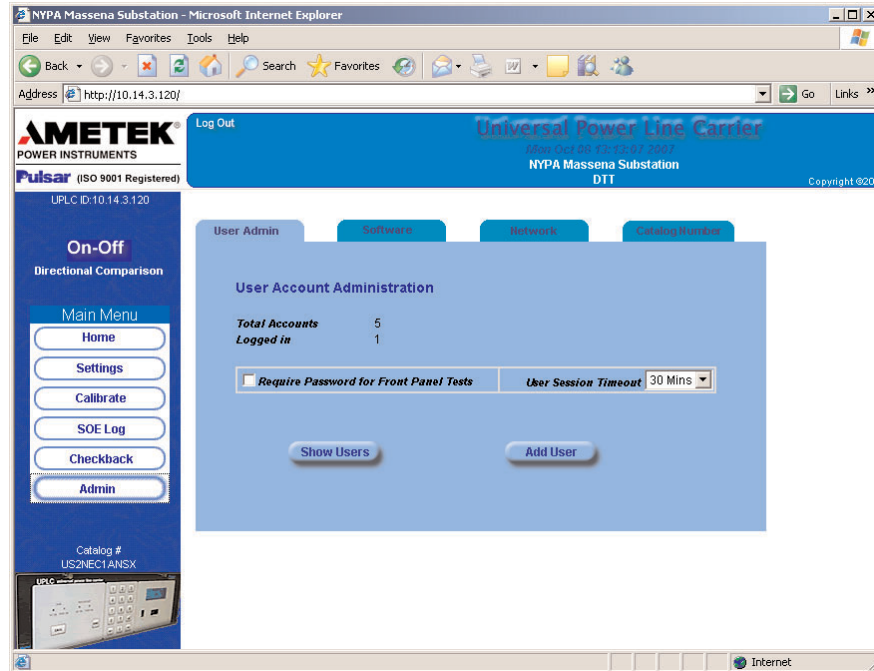 NYPA Massena Substation - Microsoft Internet Explorer
File Edit View Favorites Tools Help
Back Search Favorites
Address http://10.14.3.120/ Go Links »
AMETEK®
POWER INSTRUMENTS
Pulsar (ISO 9001 Registered)
Log Out
Universal Power Line Carrier
Mon Oct 08 13:13:07 2007
NYPA Massena Substation
DTT
Copyright ©20
UPLC ID:10.14.3.120
On-Off
Directional Comparison
Main Menu
Home
Settings
Calibrate
SOE Log
Checkback
Admin
Catalog #
US2NEC1ANSX
UPLC
User Admin Software Network Catalog Number
User Account Administration
Total Accounts 5
Logged in 1
Require Password for Front Panel Tests User Session Timeout 30 Mins
Show Users Add User
Internet